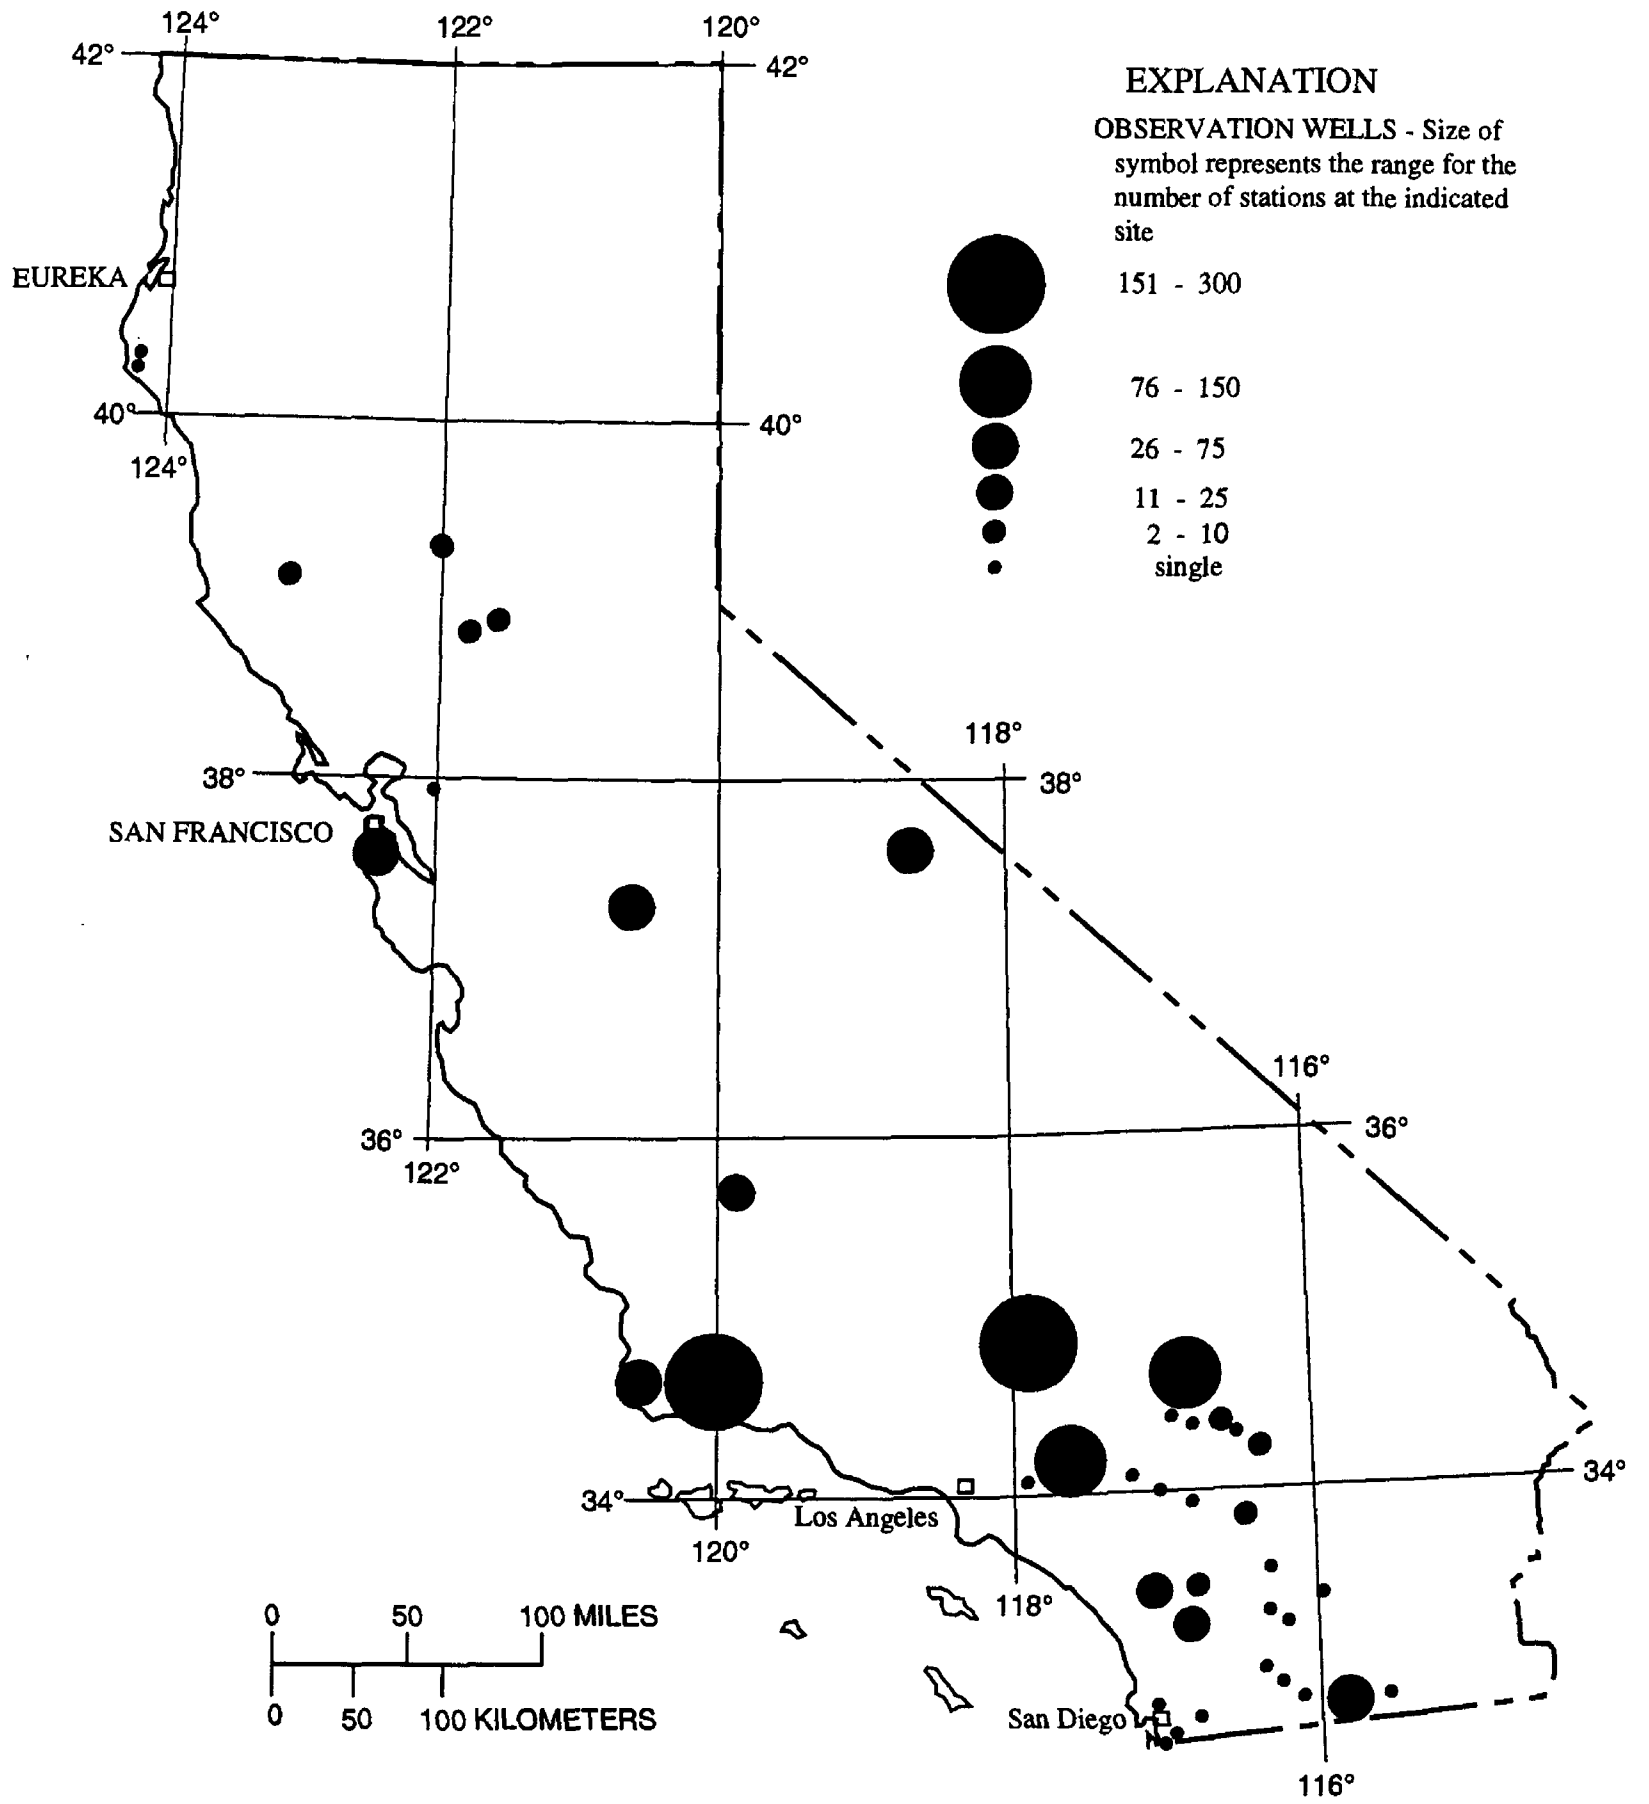 124°
122°
120°
42°
42°
EXPLANATION
OBSERVATION WELLS - Size of
symbol represents the range for the
number of stations at the indicated
site
EUREKA
151 - 300
76 - 150
40°
40°
26 - 75
124°
11 - 25
2 - 10
single
118°
38°
38°
SAN FRANCISCO
116°
36°
36°
122°
34°
34°
Los Angeles
120°
118°
0 50 100 MILES
0 50 100 KILOMETERS
San Diego
116°